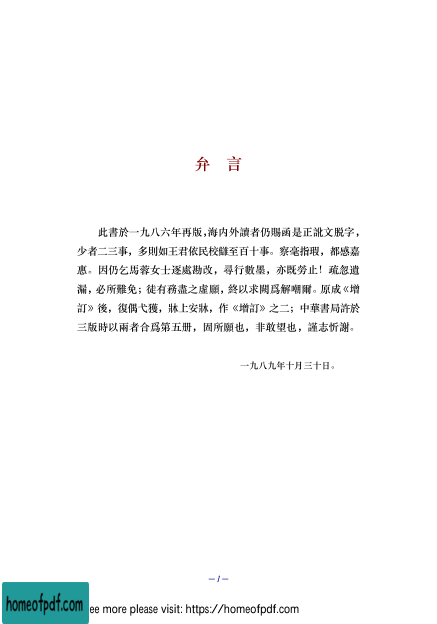 弁 言
此書於一九八六年再版,海内外讀者仍賜函是正訛文脱字,
少者二三事,多則如王君依民校讎至百十事。察毫指瑕,都感嘉
惠。因仍乞馬蓉女士逐處勘改,尋行數墨,亦既勞止!疏忽遺
漏,必所難免;徒有務盡之虚願,終以求闕爲解嘲爾。原成《增
訂》後,復偶弋獲,牀上安牀,作《增訂》之二;中華書局許於
三版時以兩者合爲第五册,固所願也,非敢望也,謹志忻謝。
一九八九年十月三十日。
— 1 —
homeofpdf.com
ee more please visit: https://homeofpdf.com